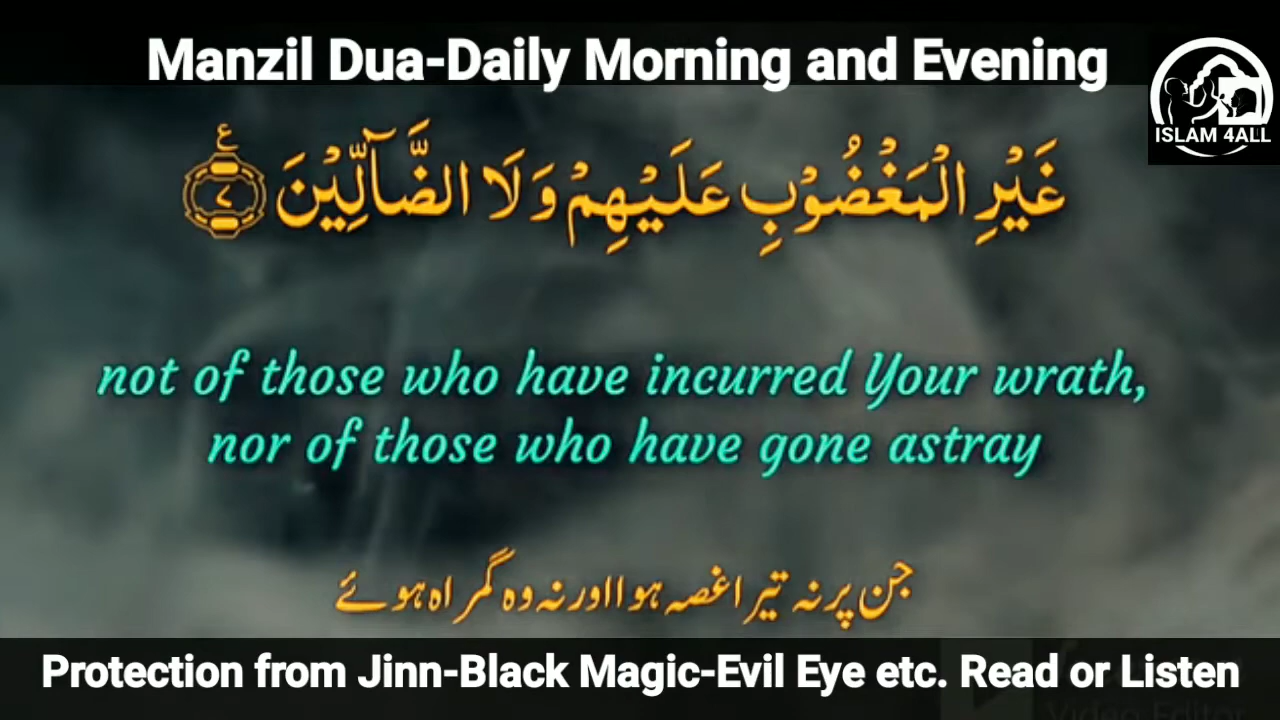 Manzil Dua-Daily Morning and Evening
ISLAM 4ALL
غَيْرِ الْمَغْضُوْبِ عَلَيْهِمْ وَلَا الضَّآلِّيْنَ ۟ۧ
not of those who have incurred Your wrath,
nor of those who have gone astray
جن پر نہ تیرا غصہ ہوا اور نہ وہ گمراہ ہوئے
Protection from Jinn-Black Magic-Evil Eye etc. Read or Listen
Video Editor